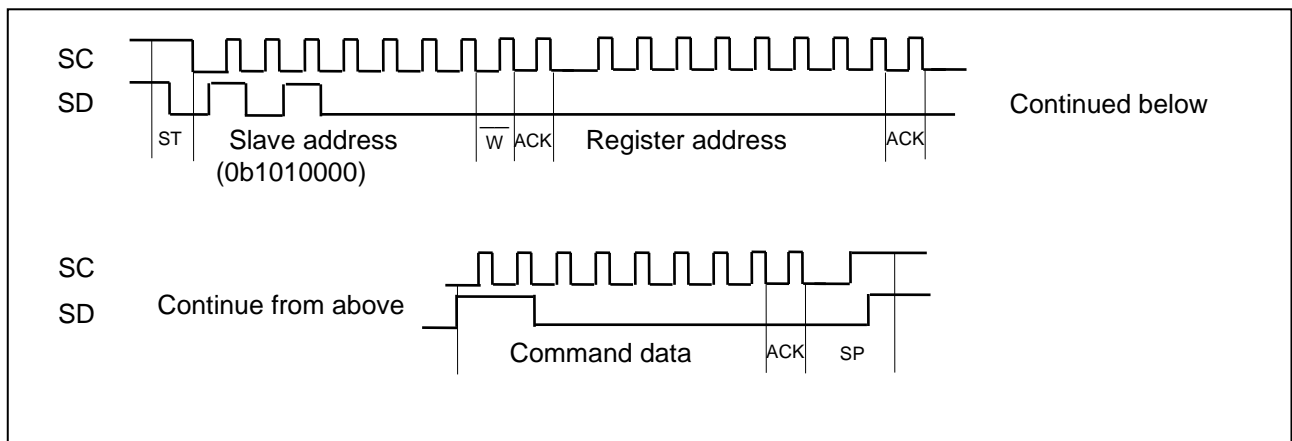 SC
SD
Continued below
ST
Slave address
(0b1010000)
W
ACK
Register address
ACK
SC
SD
Continue from above
Command data
ACK
SP